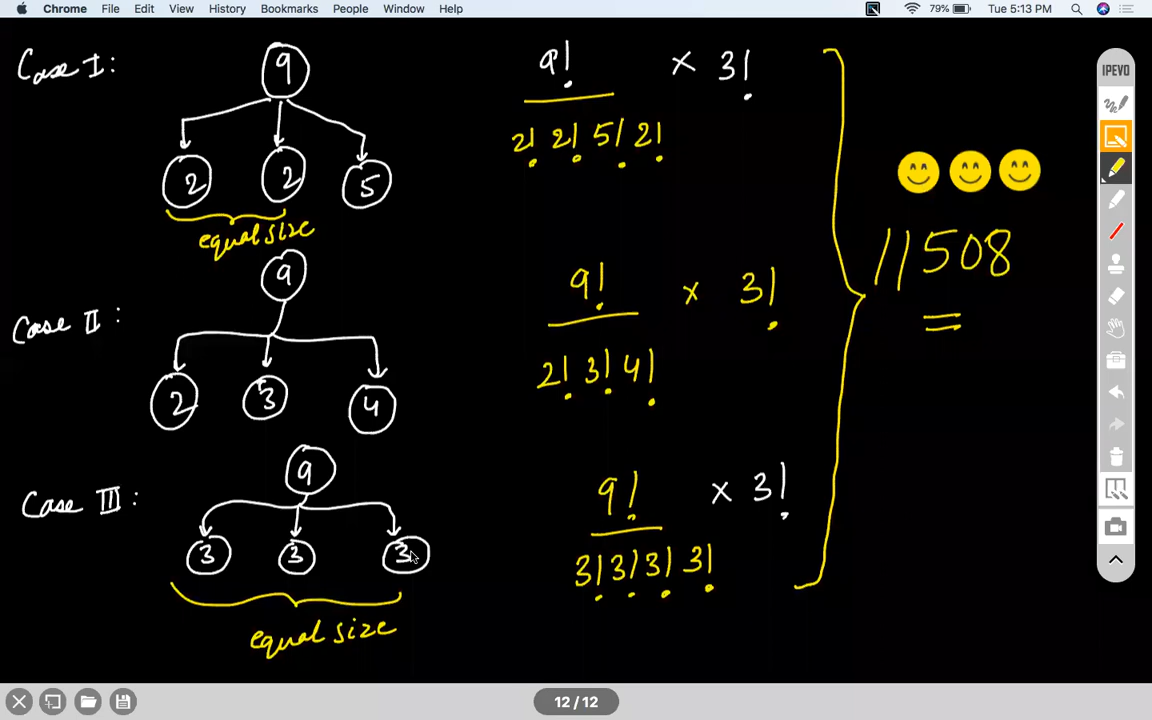 Chrome File Edit View History Bookmarks People Window Help 79% Tue 5:13 PM
Case I:
9
2 2 5
equal size
9! × 3!
2! 2! 5! 2!
Case II:
9
2 3 4
9! × 3!
2! 3! 4!
Case III:
9
3 3 3
equal size
9! × 3!
3! 3! 3! 3!
11508
IPEVO
12 / 12